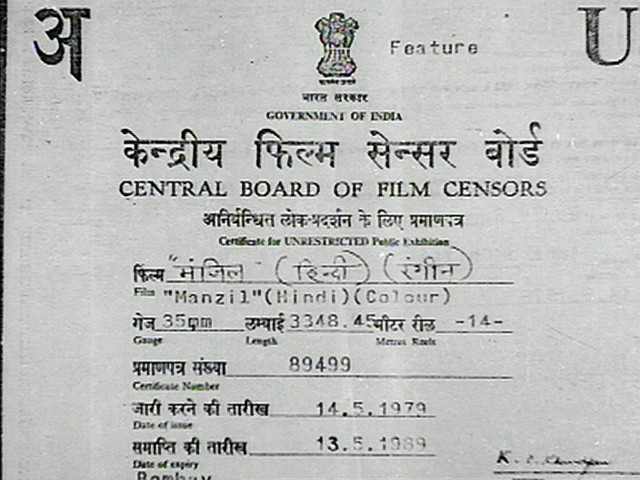 अ Feature U
भारत सरकार
GOVERNMENT OF INDIA
केन्द्रीय फिल्म सेन्सर बोर्ड
CENTRAL BOARD OF FILM CENSORS
अनिर्बन्धित लोक-प्रदर्शन के लिए प्रमाणपत्र
Certificate for UNRESTRICTED Public Exhibition
फिल्म "मंजिल (हिन्दी) (रंगीन)
Film "Manzil"(Hindi)(Colour)
गेज 35mm लम्बाई 3348.45 मीटर रील -14-
Gauge Length Metres Reels
प्रमाणपत्र संख्या 89499
Certificate Number
जारी करने की तारीख 14.5.1979
Date of issue
समाप्ति की तारीख 13.5.1989
Date of expiry
Bombay